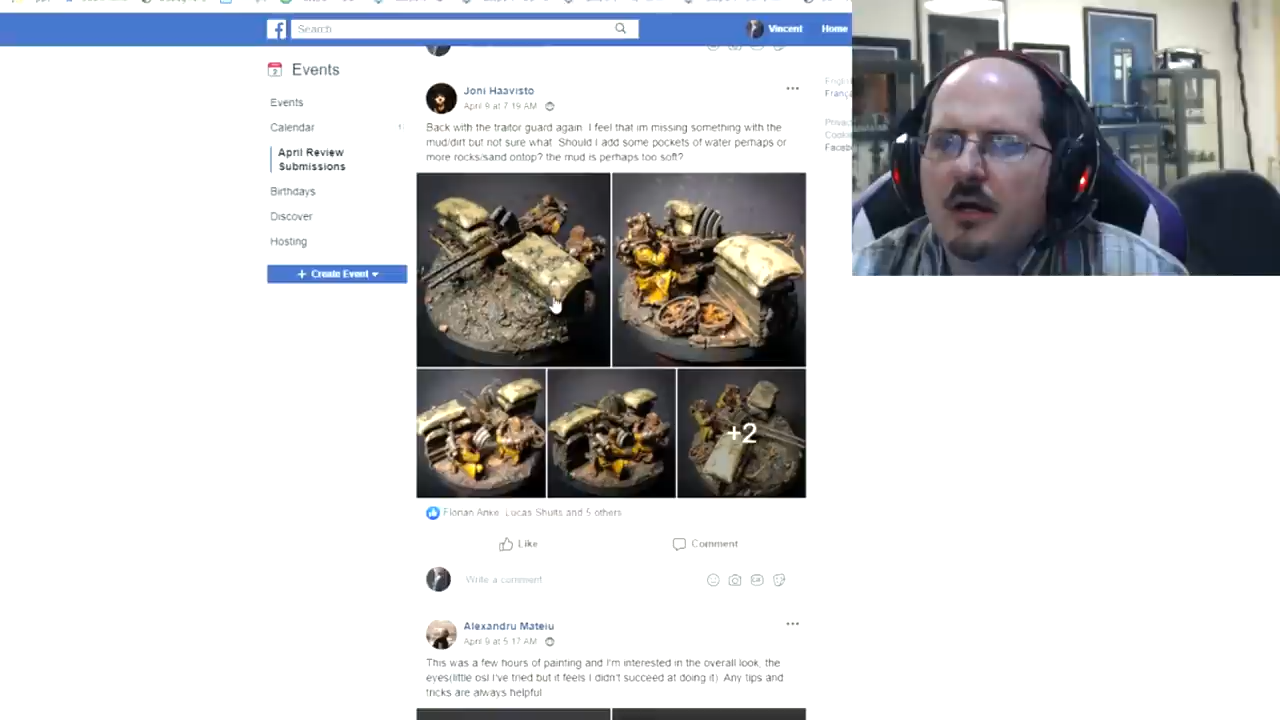 Search
Vincent
Home
Events
Joni Haavisto
April 9 at 7:19 AM
Events
Calendar
1
April Review
Submissions
Birthdays
Discover
Hosting
+ Create Event
Back with the traitor guard again. I feel that im missing something with the
mud/dirt but not sure what. Should I add some pockets of water perhaps or
more rocks/sand ontop? the mud is perhaps too soft?
+2
Florian Anke, Lucas Shuits and 5 others
Like
Comment
Write a comment
Alexandru Mateiu
April 9 at 5:17 AM
This was a few hours of painting and I'm interested in the overall look, the
eyes(little osl I've tried but it feels I didn't succeed at doing it). Any tips and
tricks are always helpful